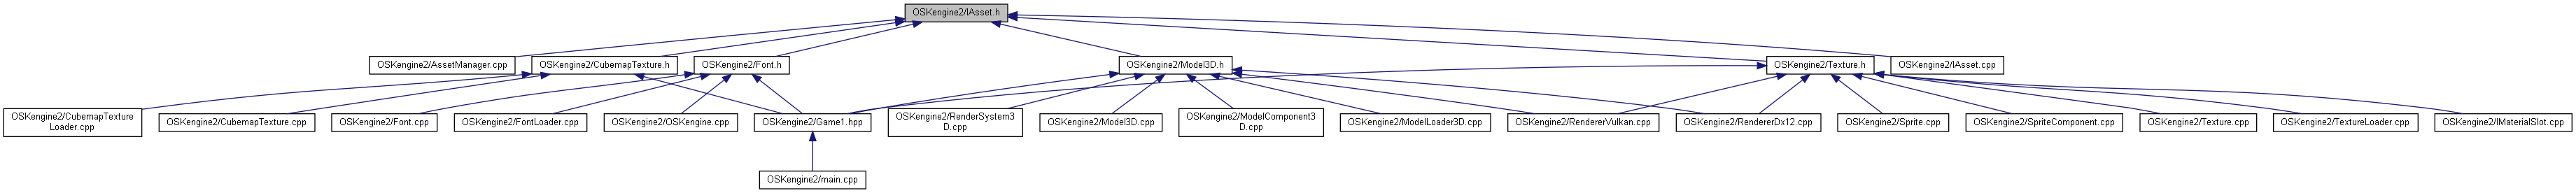 OSKengine2/IAsset.h
OSKengine2/AssetManager.cpp
OSKengine2/CubemapTexture.h
OSKengine2/Font.h
OSKengine2/Model3D.h
OSKengine2/Texture.h
OSKengine2/IAsset.cpp
OSKengine2/CubemapTexture
Loader.cpp
OSKengine2/CubemapTexture.cpp
OSKengine2/Font.cpp
OSKengine2/FontLoader.cpp
OSKengine2/OSKengine.cpp
OSKengine2/Game1.hpp
OSKengine2/RenderSystem3
D.cpp
OSKengine2/Model3D.cpp
OSKengine2/ModelComponent3
D.cpp
OSKengine2/ModelLoader3D.cpp
OSKengine2/RendererVulkan.cpp
OSKengine2/RendererDx12.cpp
OSKengine2/Sprite.cpp
OSKengine2/SpriteComponent.cpp
OSKengine2/Texture.cpp
OSKengine2/TextureLoader.cpp
OSKengine2/IMaterialSlot.cpp
OSKengine2/main.cpp